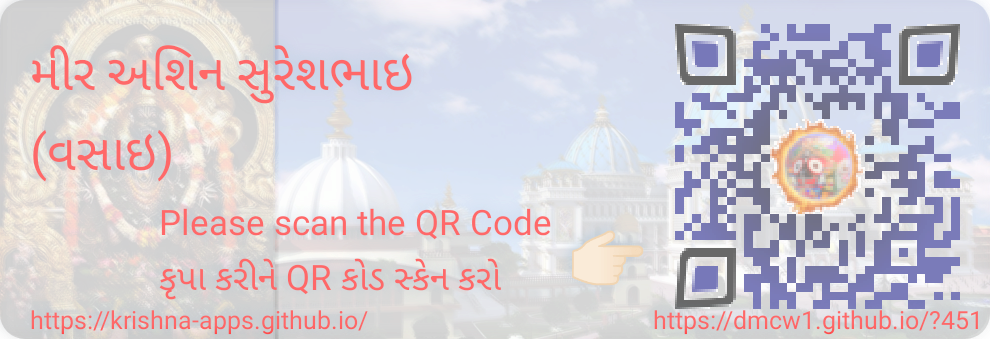 મીર અશિન સુરેશભાઇ
(વસાઇ)
Please scan the QR Code
કૃપા કરીને QR કોડ સ્કેન કરો
https://krishna-apps.github.io/
https://dmcw1.github.io/?451